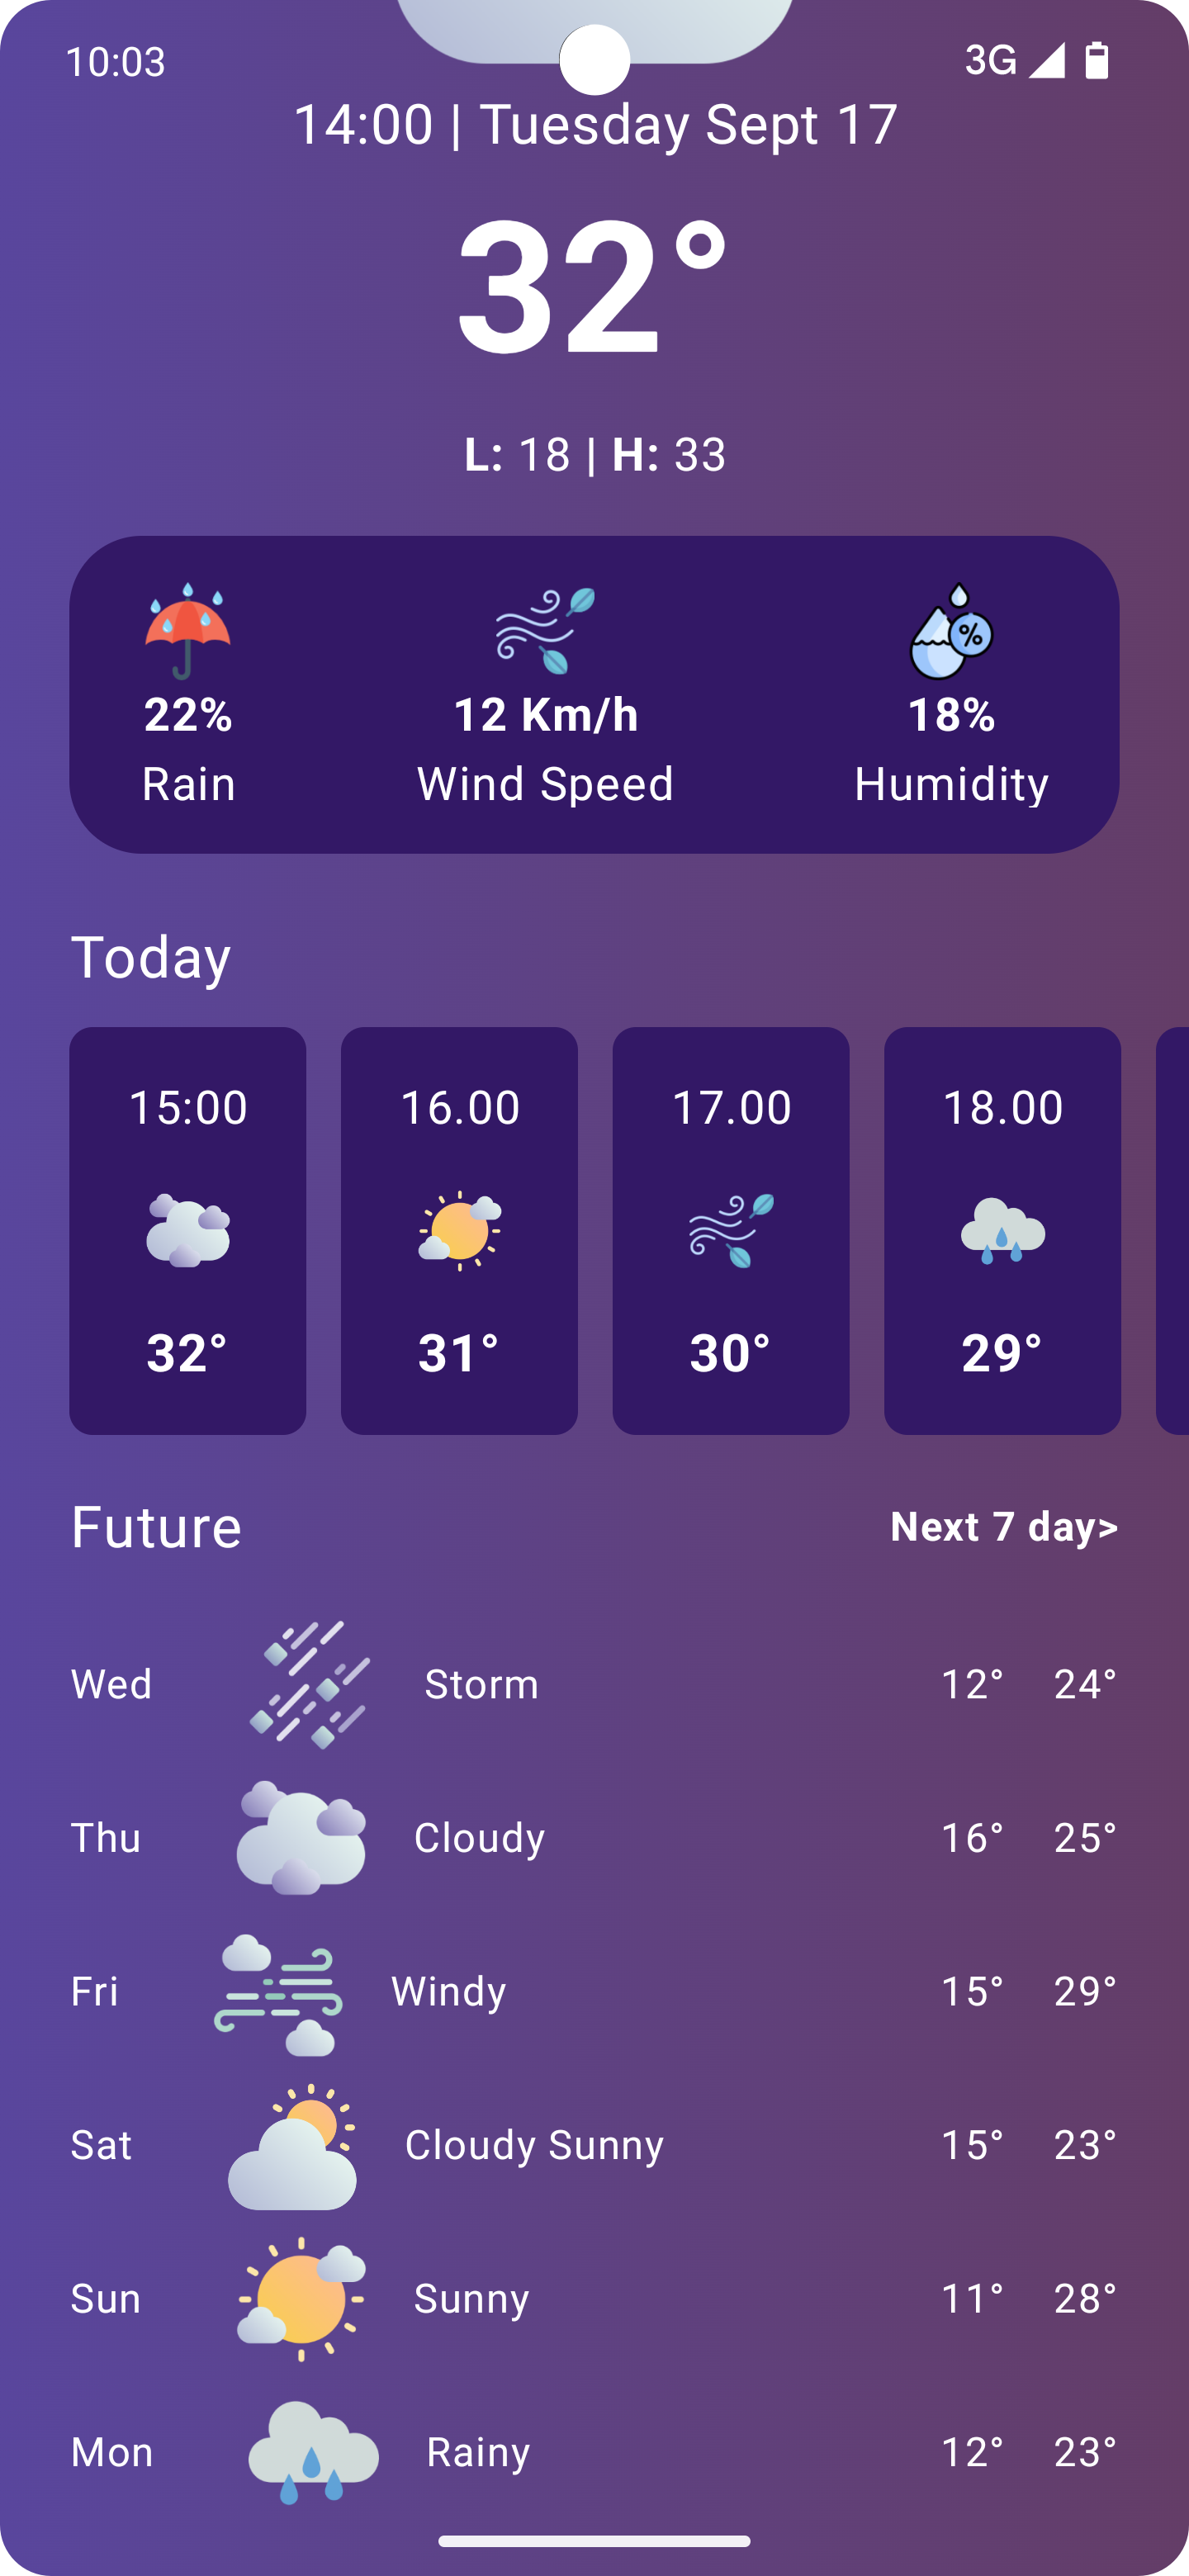 10:03 3G
14:00 | Tuesday Sept 17
32°
L: 18 | H: 33
%
22% 12 Km/h 18%
Rain Wind Speed Humidity
Today
15:00 16.00 17.00 18.00
32° 31° 30° 29°
Future Next 7 day>
Wed Storm 12° 24°
Thu Cloudy 16° 25°
Fri Windy 15° 29°
Sat Cloudy Sunny 15° 23°
Sun Sunny 11° 28°
Mon Rainy 12° 23°